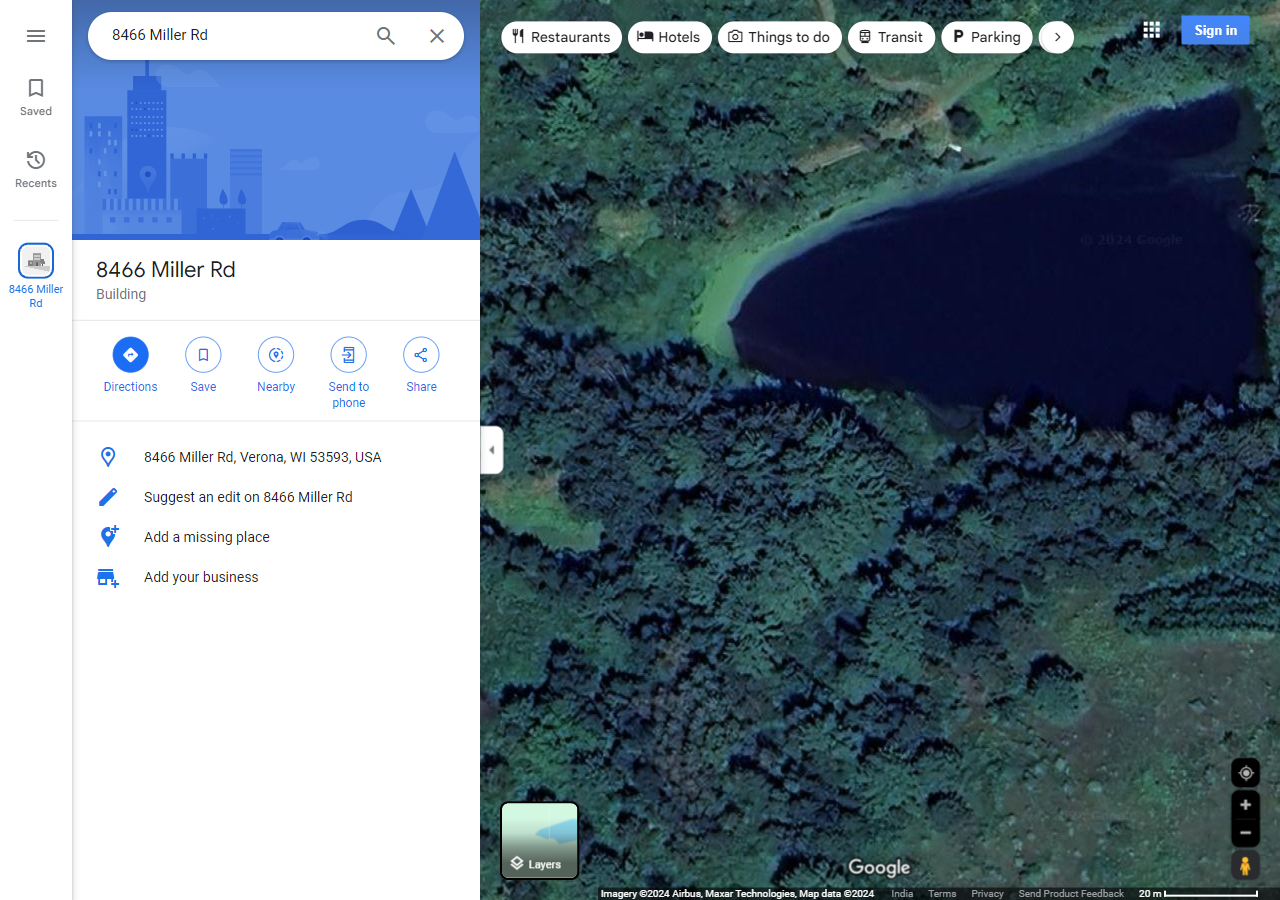 8466 Miller Rd
Restaurants
Hotels
Things to do
Transit
P Parking
Sign in
Saved
Recents
8466 Miller
Rd
8466 Miller Rd
Building
Directions
Save
Nearby
Send to
phone
Share
8466 Miller Rd, Verona, WI 53593, USA
Suggest an edit on 8466 Miller Rd
Add a missing place
Add your business
© 2024 Google
Layers
Google
Imagery ©2024 Airbus, Maxar Technologies, Map data ©2024 India Terms Privacy Send Product Feedback 20 m